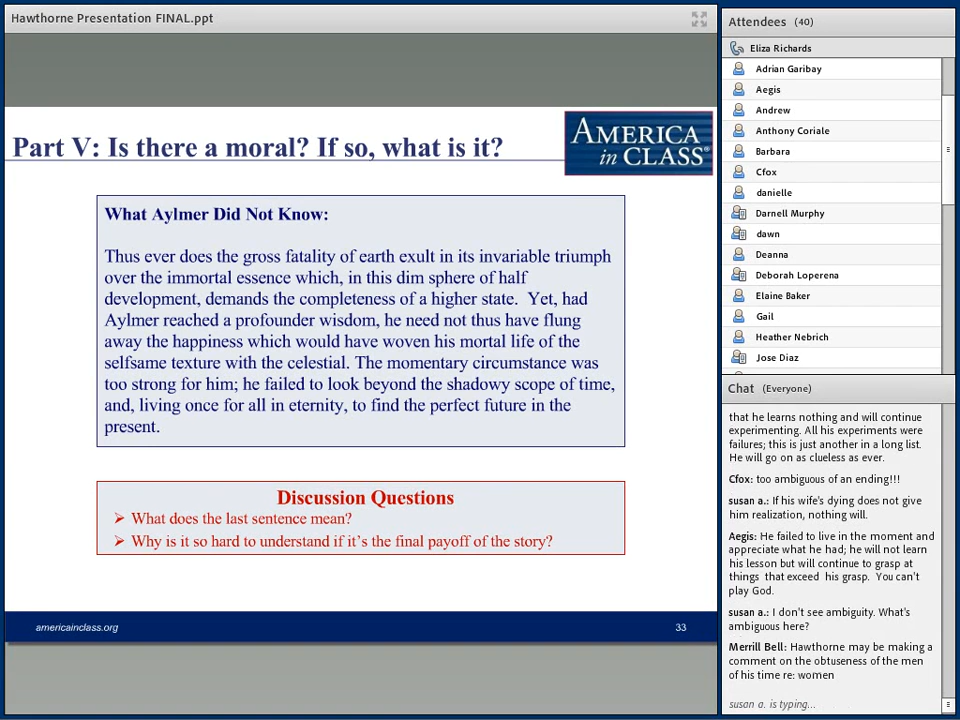 Hawthorne Presentation FINAL.ppt
Part V: Is there a moral? If so, what is it?
AMERICA
in CLASS®
What Aylmer Did Not Know:
Thus ever does the gross fatality of earth exult in its invariable triumph
over the immortal essence which, in this dim sphere of half
development, demands the completeness of a higher state. Yet, had
Aylmer reached a profounder wisdom, he need not thus have flung
away the happiness which would have woven his mortal life of the
selfsame texture with the celestial. The momentary circumstance was
too strong for him; he failed to look beyond the shadowy scope of time,
and, living once for all in eternity, to find the perfect future in the
present.
Discussion Questions
➢ What does the last sentence mean?
➢ Why is it so hard to understand if it's the final payoff of the story?
americainclass.org
33
Attendees (40)
Eliza Richards
Adrian Garibay
Aegis
Andrew
Anthony Coriale
Barbara
Cfox
danielle
Darnell Murphy
dawn
Deanna
Deborah Loperena
Elaine Baker
Gail
Heather Nebrich
Jose Diaz
Chat (Everyone)
that he learns nothing and will continue
experimenting. All his experiments were
failures; this is just another in a long list.
He will go on as clueless as ever.
Cfox: too ambiguous of an ending!!!
susan a.: If his wife's dying does not give
him realization, nothing will.
Aegis: He failed to live in the moment and
appreciate what he had; he will not learn
his lesson but will continue to grasp at
things that exceed his grasp. You can't
play God.
susan a.: I don't see ambiguity. What's
ambiguous here?
Merrill Bell: Hawthorne may be making a
comment on the obtuseness of the men
of his time re: women
susan a. is typing...